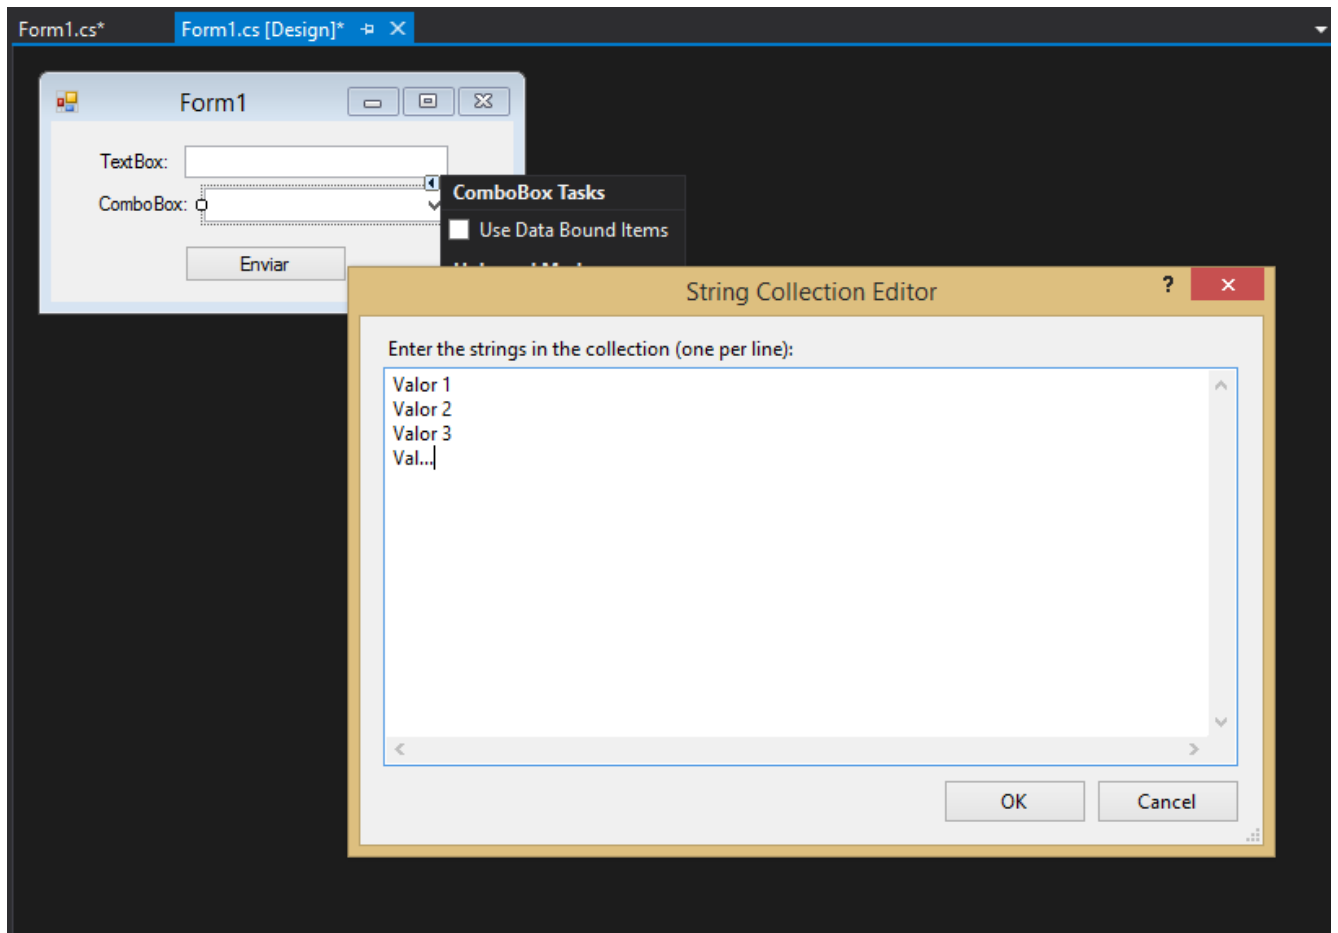 Form1.cs*
Form1.cs [Design]*
Form1
TextBox:
ComboBox:
ComboBox Tasks
Use Data Bound Items
Enviar
String Collection Editor
?
Enter the strings in the collection (one per line):
Valor 1
Valor 2
Valor 3
Val...
OK
Cancel